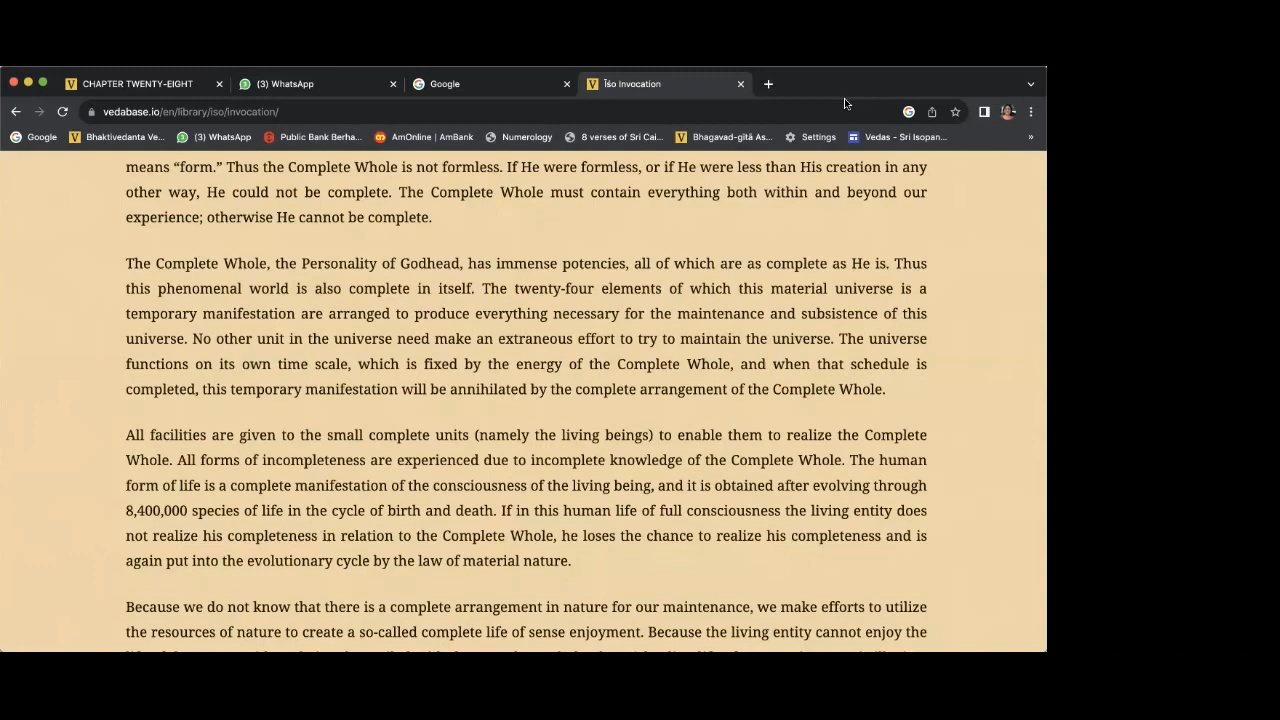 CHAPTER TWENTY-EIGHT
(3) WhatsApp
Google
Īśo Invocation
vedabase.io/en/library/iso/invocation/
Google
Bhaktivedanta Ve...
(3) WhatsApp
Public Bank Berha...
AmOnline | AmBank
Numerology
8 verses of Sri Cai...
Bhagavad-gītā As...
Settings
Vedas - Sri Isopan...
means “form.” Thus the Complete Whole is not formless. If He were formless, or if He were less than His creation in any
other way, He could not be complete. The Complete Whole must contain everything both within and beyond our
experience; otherwise He cannot be complete.
The Complete Whole, the Personality of Godhead, has immense potencies, all of which are as complete as He is. Thus
this phenomenal world is also complete in itself. The twenty-four elements of which this material universe is a
temporary manifestation are arranged to produce everything necessary for the maintenance and subsistence of this
universe. No other unit in the universe need make an extraneous effort to try to maintain the universe. The universe
functions on its own time scale, which is fixed by the energy of the Complete Whole, and when that schedule is
completed, this temporary manifestation will be annihilated by the complete arrangement of the Complete Whole.
All facilities are given to the small complete units (namely the living beings) to enable them to realize the Complete
Whole. All forms of incompleteness are experienced due to incomplete knowledge of the Complete Whole. The human
form of life is a complete manifestation of the consciousness of the living being, and it is obtained after evolving through
8,400,000 species of life in the cycle of birth and death. If in this human life of full consciousness the living entity does
not realize his completeness in relation to the Complete Whole, he loses the chance to realize his completeness and is
again put into the evolutionary cycle by the law of material nature.
Because we do not know that there is a complete arrangement in nature for our maintenance, we make efforts to utilize
the resources of nature to create a so-called complete life of sense enjoyment. Because the living entity cannot enjoy the